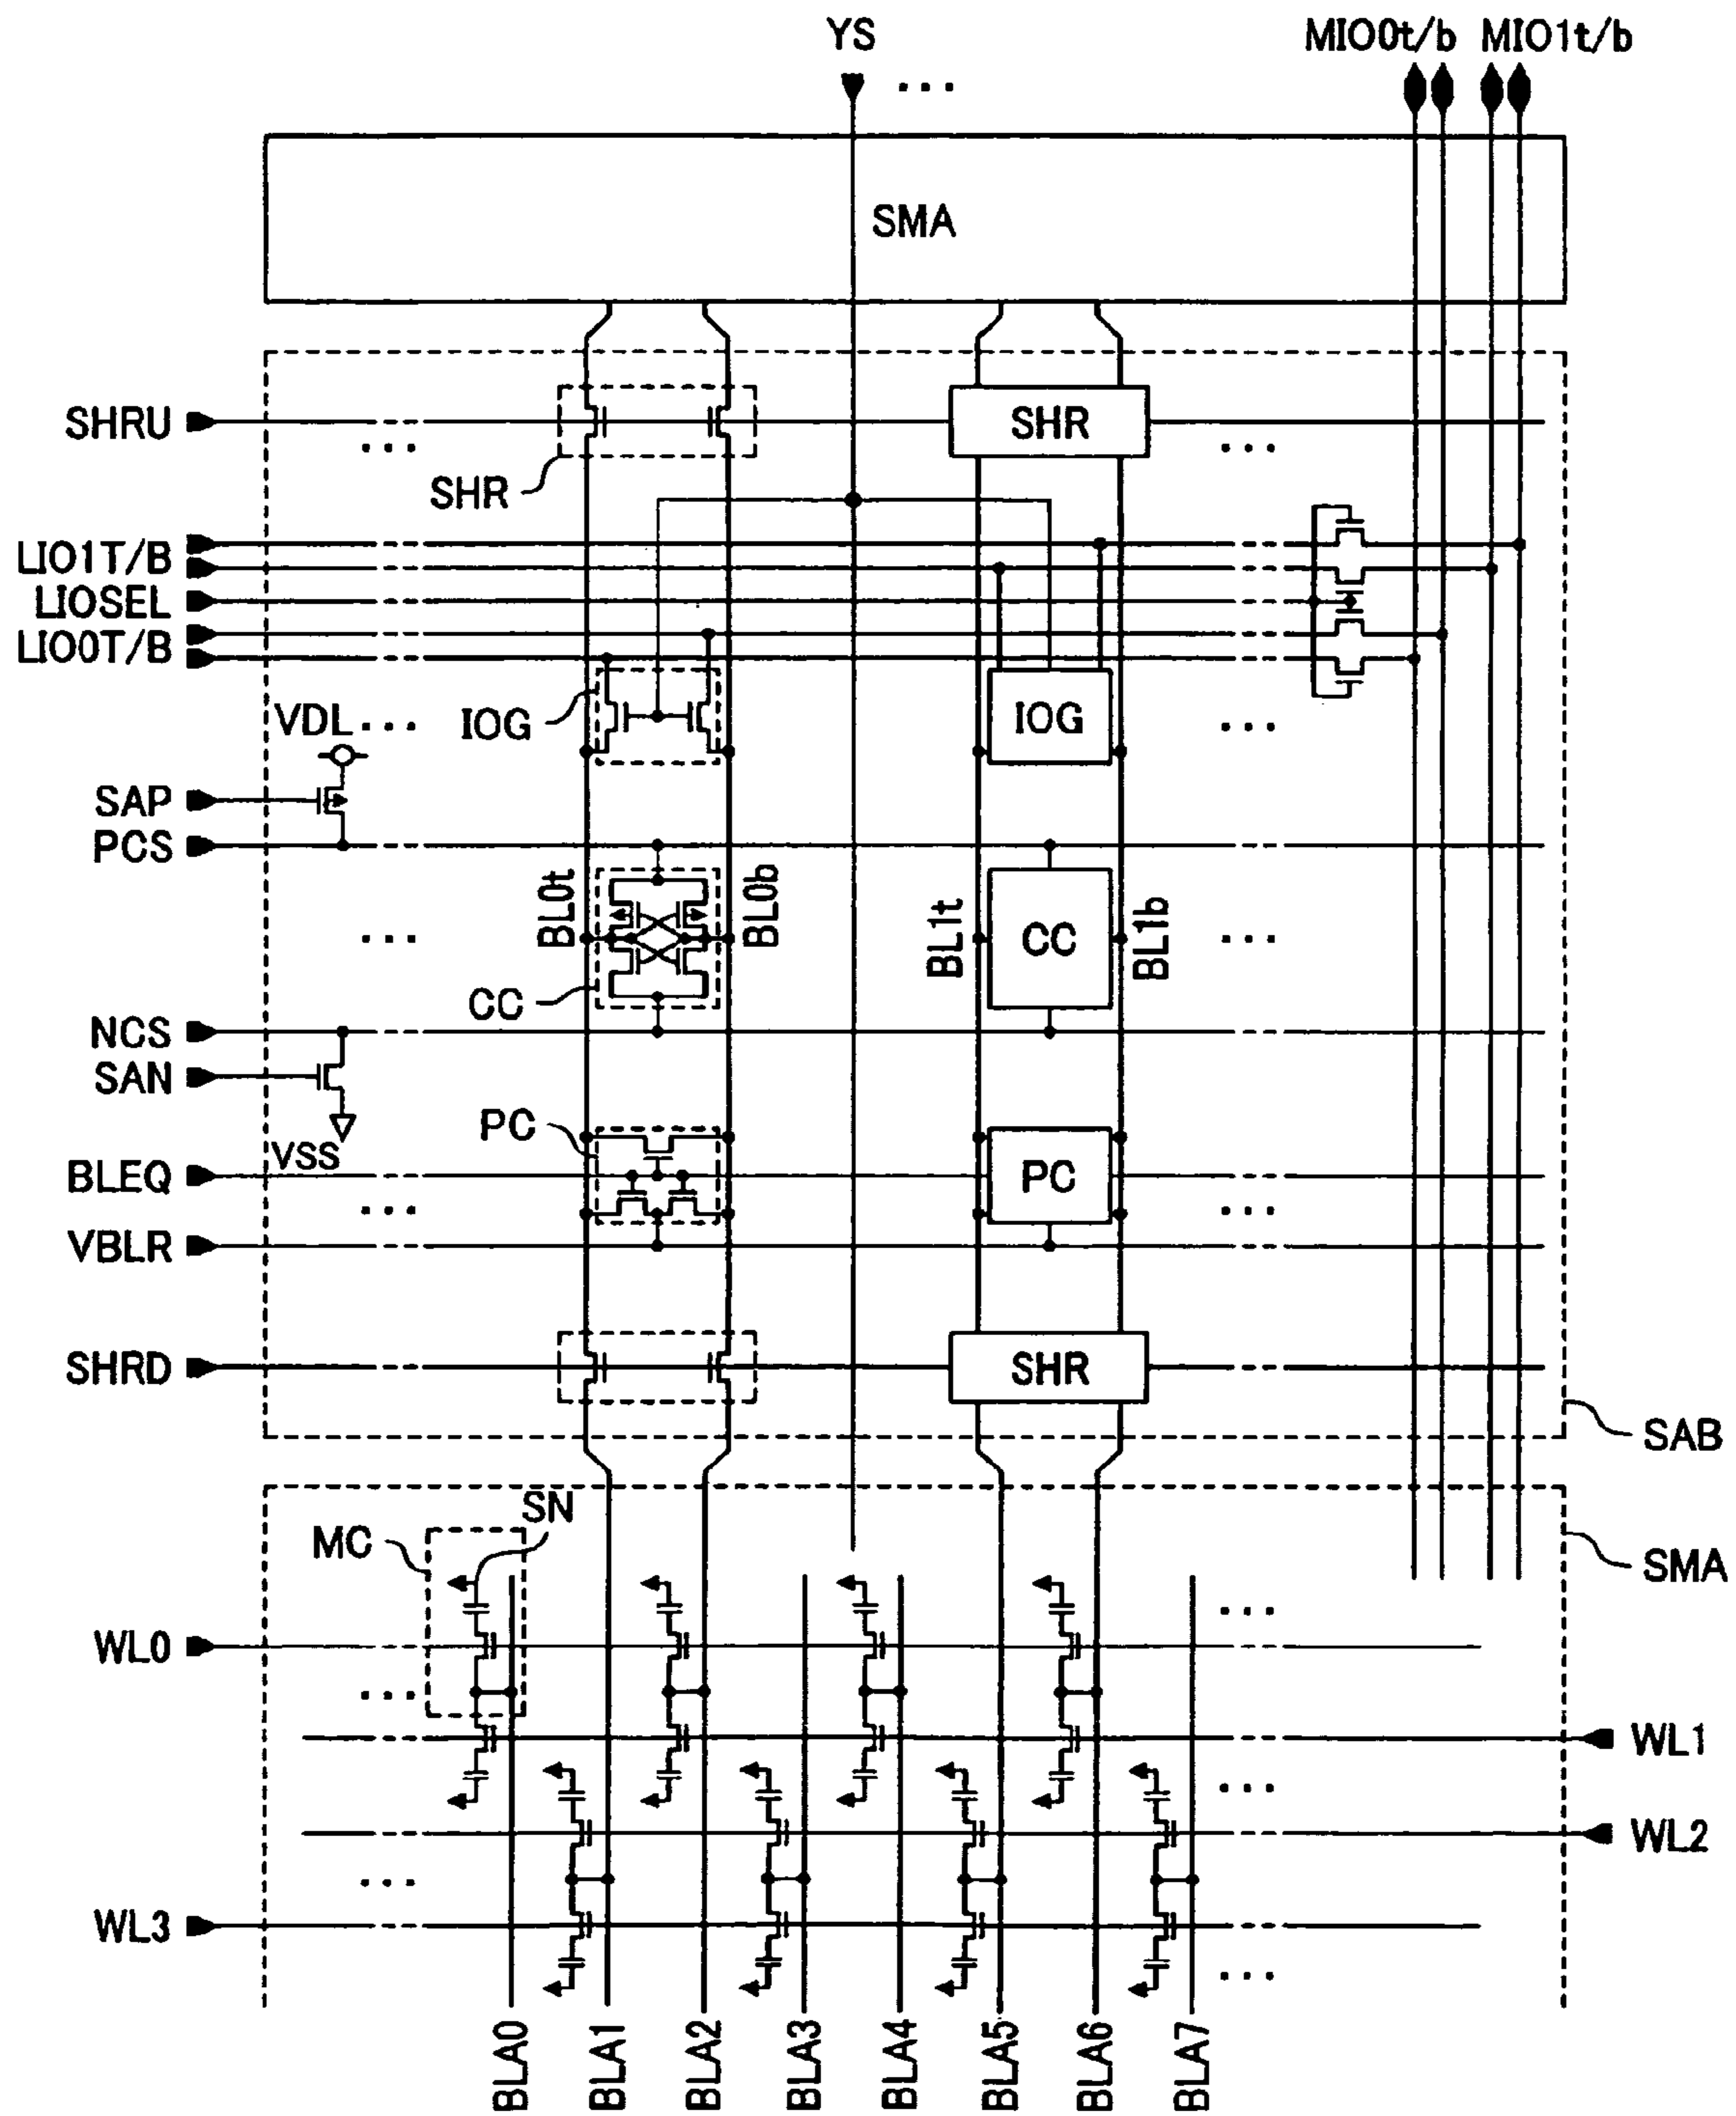 YS
MIO0t/b MIO1t/b
...
SMA
SHRU
SHR
...
...
SHR
LIO1T/B
LIOSEL
LIO0T/B
VDL ...
IOG
IOG
...
SAP
PCS
BL0t
BL0b
BL1t
BL1b
...
CC
...
CC
NCS
SAN
PC
VSS
BLEQ
PC
...
...
VBLR
SHRD
SHR
SAB
SN
MC
SMA
...
WL0
...
WL1
...
WL2
...
WL3
...
BLA0
BLA1
BLA2
BLA3
BLA4
BLA5
BLA6
BLA7